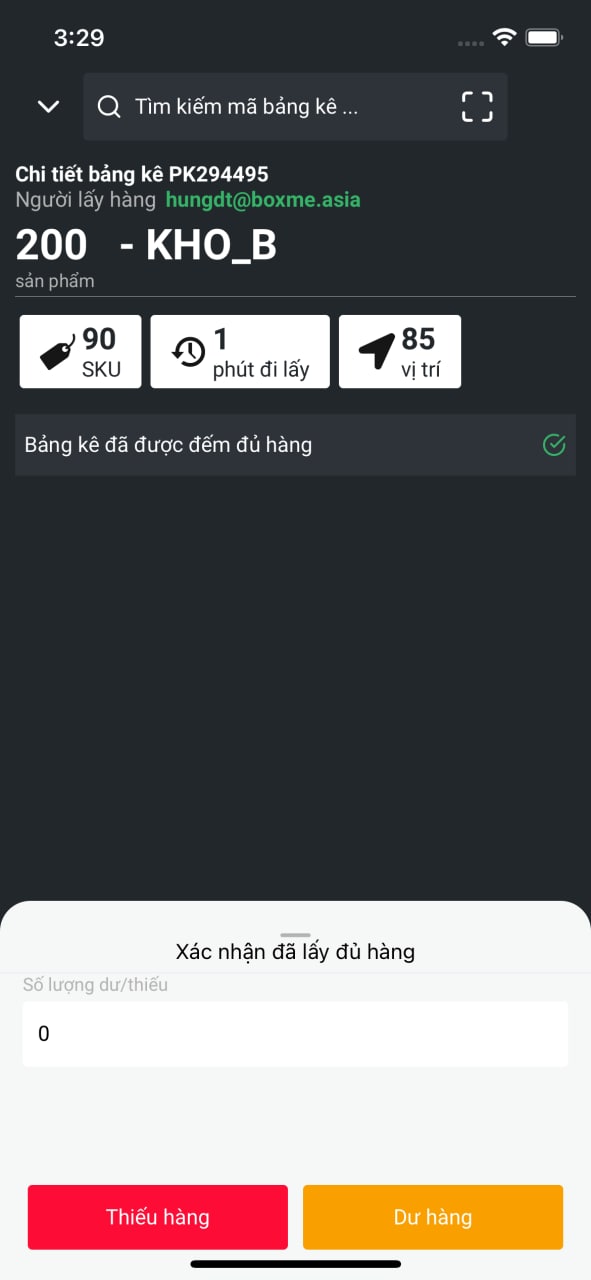 3:29
Tìm kiếm mã bảng kê ...
Chi tiết bảng kê PK294495
Người lấy hàng hungdt@boxme.asia
200 - KHO_B
sản phẩm
90
SKU
1
phút đi lấy
85
vị trí
Bảng kê đã được đếm đủ hàng
Xác nhận đã lấy đủ hàng
Số lượng dư/thiếu
0
Thiếu hàng
Dư hàng